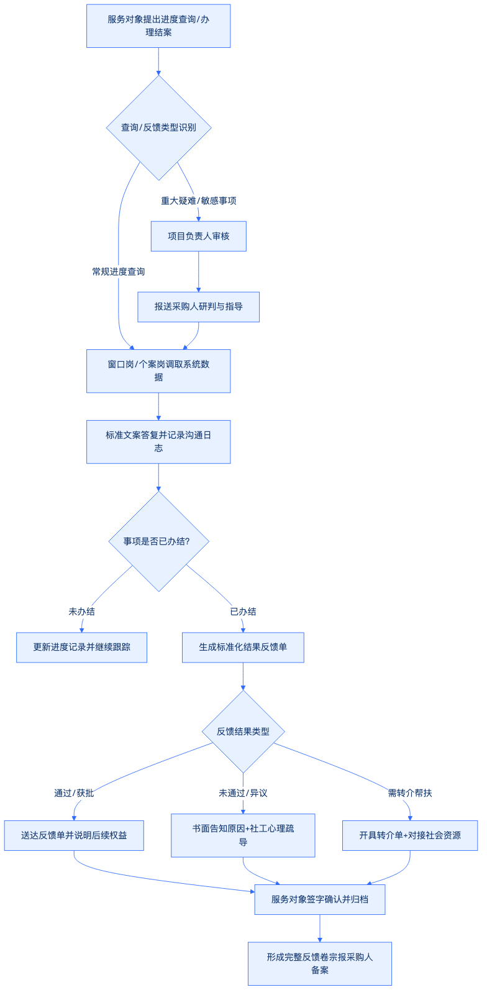 服务对象提出进度查询/办
理结案
查询/反馈类型识别
重大疑难/敏感事项
项目负责人审核
常规进度查询
报送采购人研判与指导
窗口岗/个案岗调取系统数
据
标准文案答复并记录沟通日
志
事项是否已办结?
未办结
已办结
更新进度记录并继续跟踪
生成标准化结果反馈单
反馈结果类型
通过/获批
未通过/异议
需转介帮扶
送达反馈单并说明后续权益
书面告知原因+社工心理疏
导
开具转介单+对接社会资源
服务对象签字确认并归档
形成完整反馈卷宗报采购人
备案